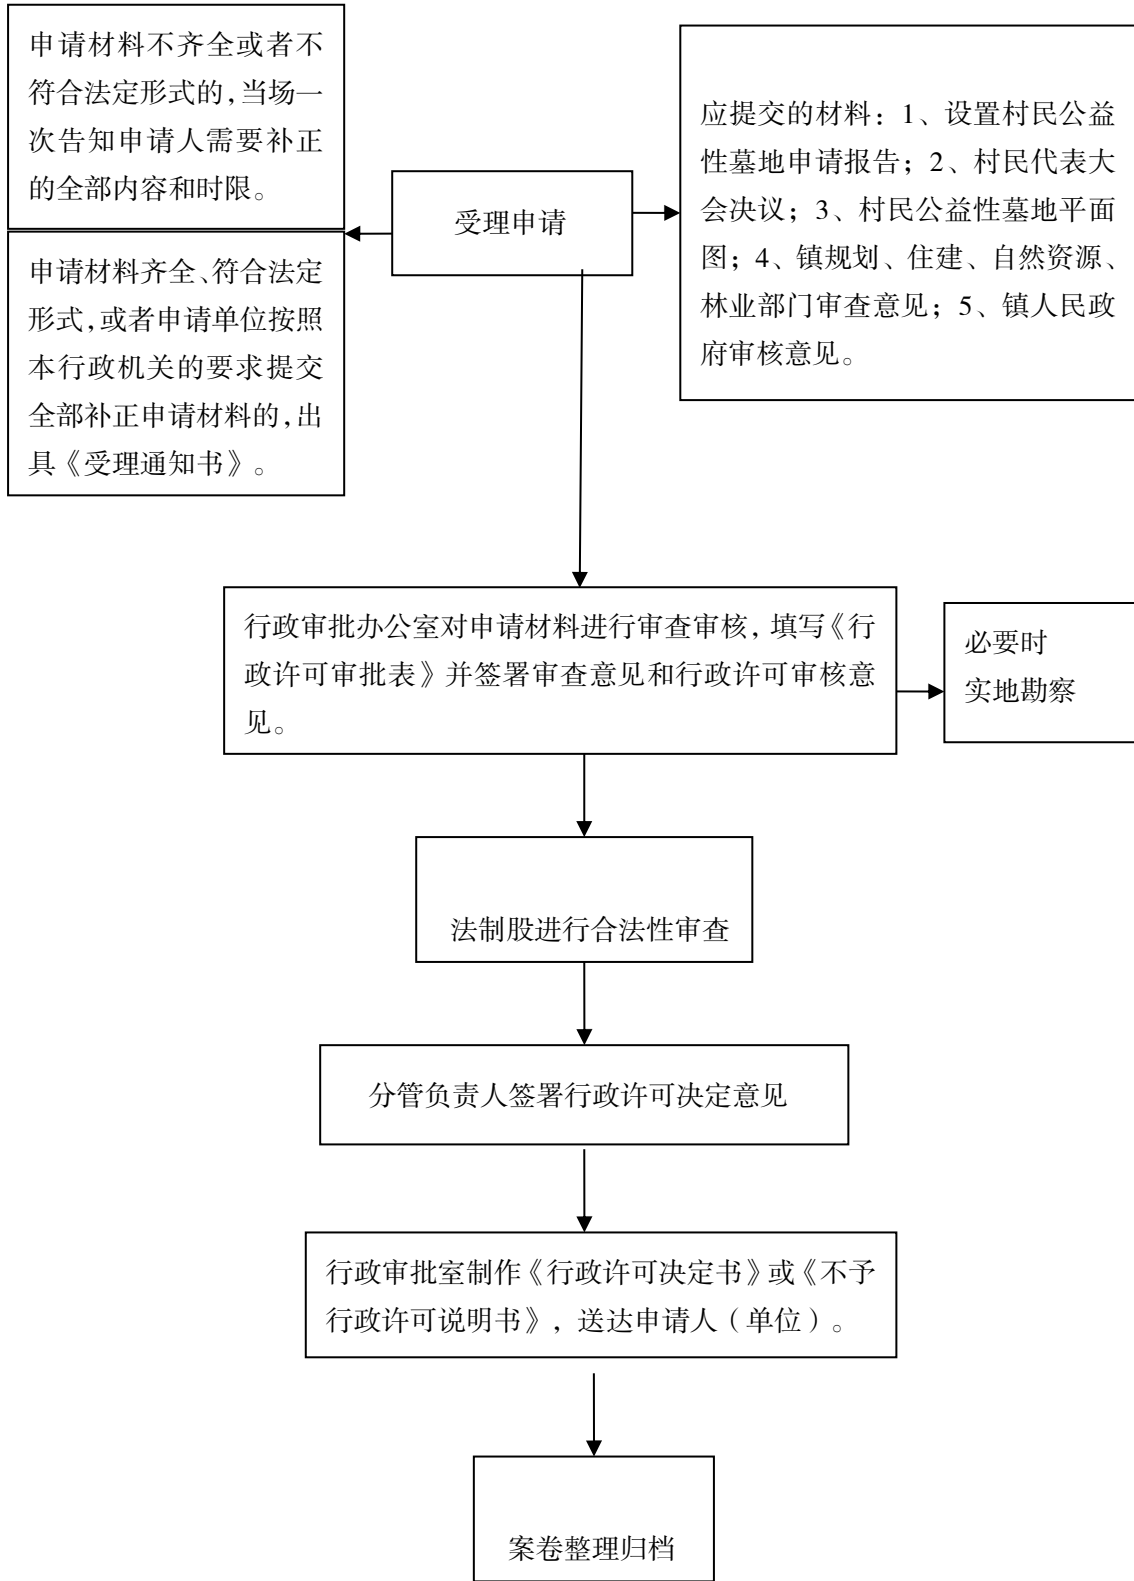 申请材料不齐全或者不
符合法定形式的，当场一
次告知申请人需要补正
的全部内容和时限。
申请材料齐全、符合法定
形式，或者申请单位按照
本行政机关的要求提交
全部补正申请材料的，出
具《受理通知书》。
受理申请
应提交的材料：1、设置村民公益
性墓地申请报告；2、村民代表大
会决议；3、村民公益性墓地平面
图；4、镇规划、住建、自然资源、
林业部门审查意见；5、镇人民政
府审核意见。
行政审批办公室对申请材料进行审查审核，填写《行
政许可审批表》并签署审查意见和行政许可审核意
见。
必要时
实地勘察
法制股进行合法性审查
分管负责人签署行政许可决定意见
行政审批室制作《行政许可决定书》或《不予
行政许可说明书》，送达申请人（单位）。
案卷整理归档